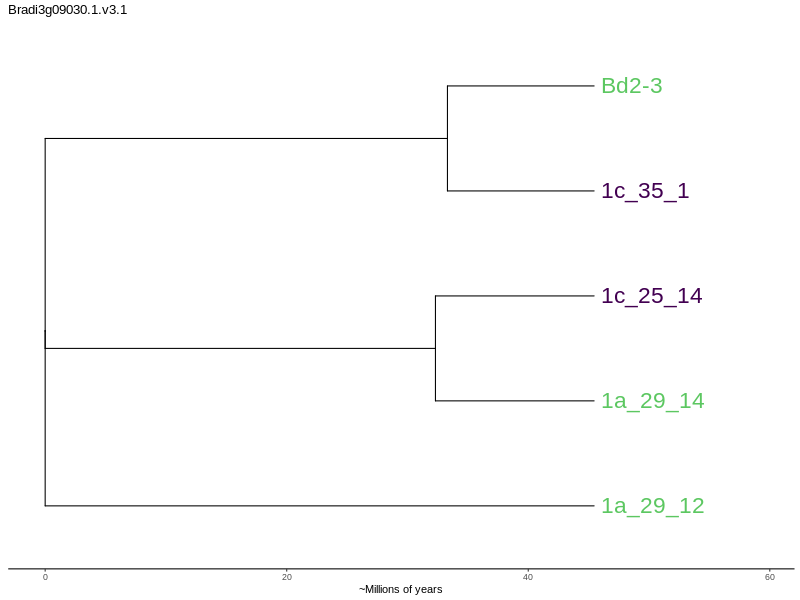 Bradi3g09030.1.v3.1
Bd2-3
1c_35_1
1c_25_14
1a_29_14
1a_29_12
0 20 40 60
~Millions of years